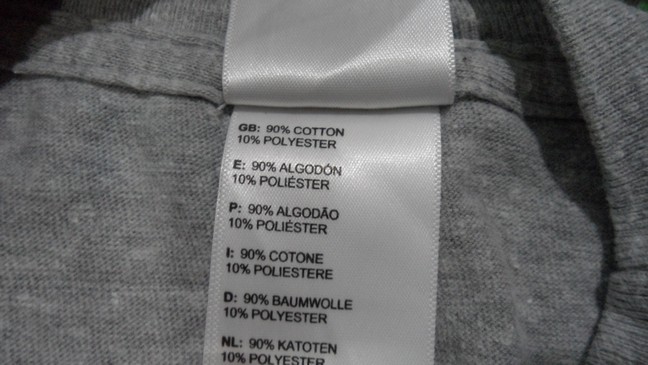 GB: 90% COTTON
10% POLYESTER
E: 90% ALGODÓN
10% POLIÉSTER
P: 90% ALGODÃO
10% POLIÉSTER
I: 90% COTONE
10% POLIESTERE
D: 90% BAUMWOLLE
10% POLYESTER
NL: 90% KATOTEN
10% POLYESTER